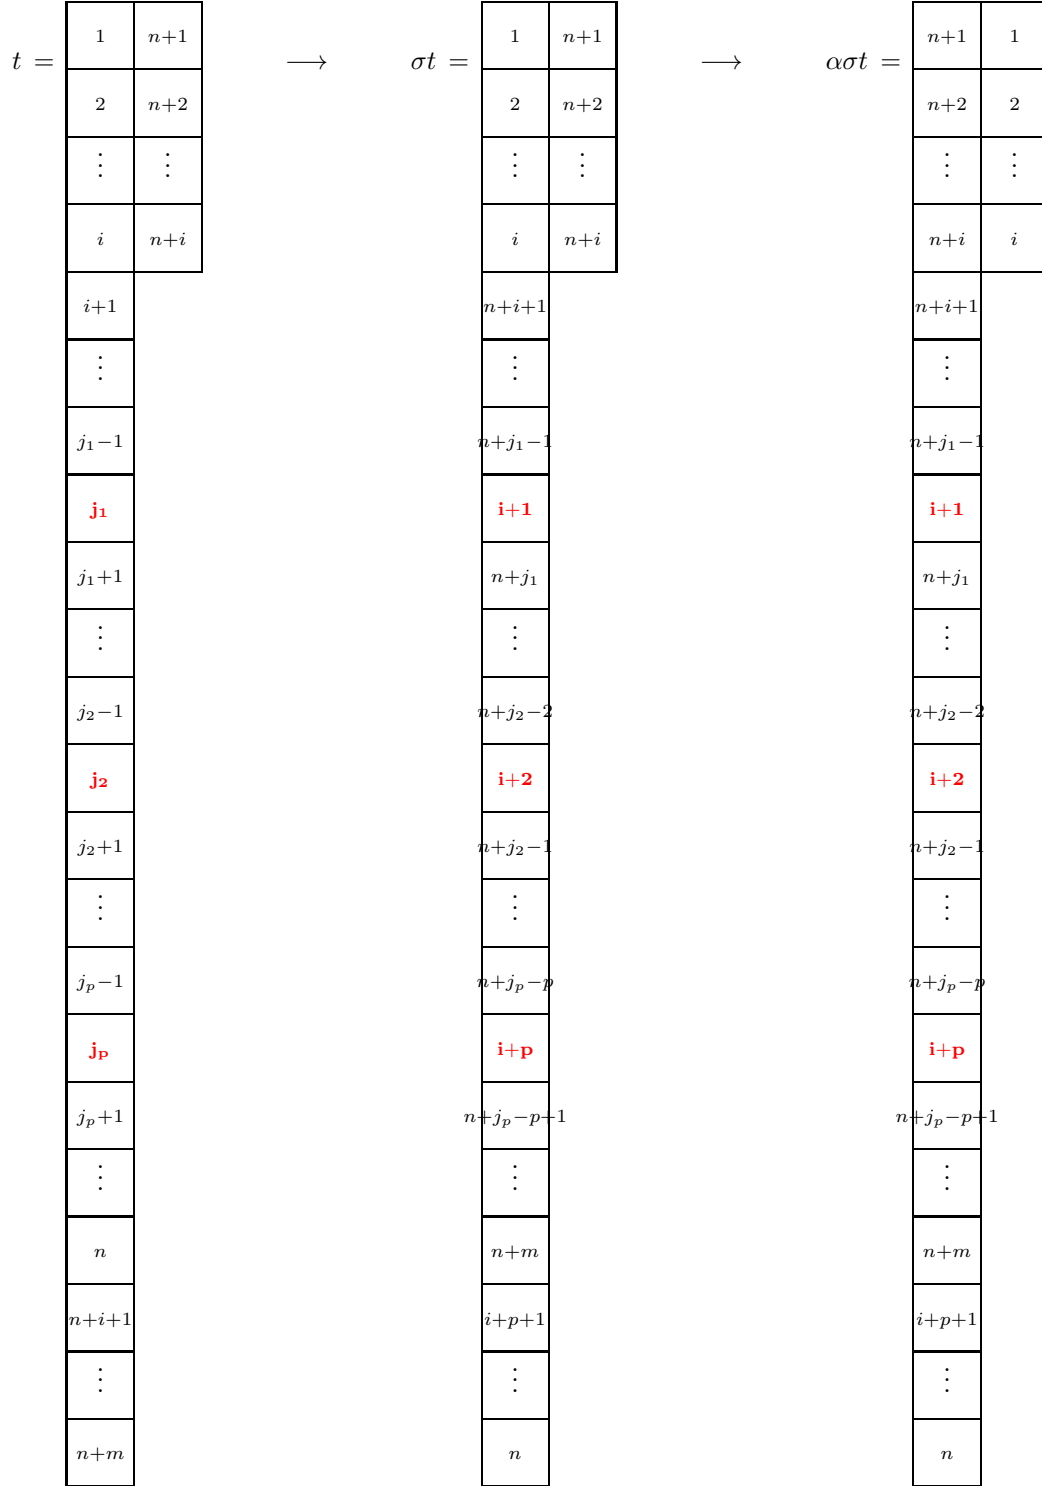 1 n+1 1 n+1 n+1 1
t = ⟶ σt = ⟶ ασt =
2 n+2 2 n+2 n+2 2
⋮ ⋮ ⋮ ⋮ ⋮ ⋮
i n+i i n+i n+i i
i+1 n+i+1 n+i+1
⋮ ⋮ ⋮
j₁−1 n+j₁−1 n+j₁−1
j₁ i+1 i+1
j₁+1 n+j₁ n+j₁
⋮ ⋮ ⋮
j₂−1 n+j₂−2 n+j₂−2
j₂ i+2 i+2
j₂+1 n+j₂−1 n+j₂−1
⋮ ⋮ ⋮
jₚ−1 n+jₚ−p n+jₚ−p
jₚ i+p i+p
jₚ+1 n+jₚ−p+1 n+jₚ−p+1
⋮ ⋮ ⋮
n n+m n+m
n+i+1 i+p+1 i+p+1
⋮ ⋮ ⋮
n+m n n